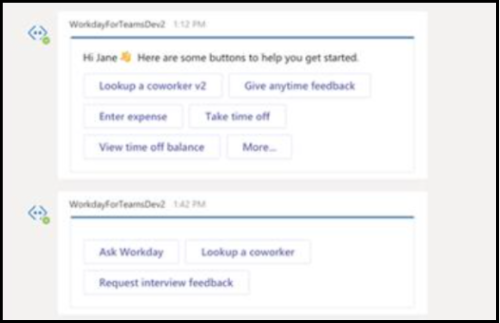 WorkdayForTeamsDev2 1:12 PM
Hi Jane 👋 Here are some buttons to help you get started.
Lookup a coworker v2 Give anytime feedback
Enter expense Take time off
View time off balance More...
WorkdayForTeamsDev2 1:42 PM
Ask Workday Lookup a coworker
Request interview feedback